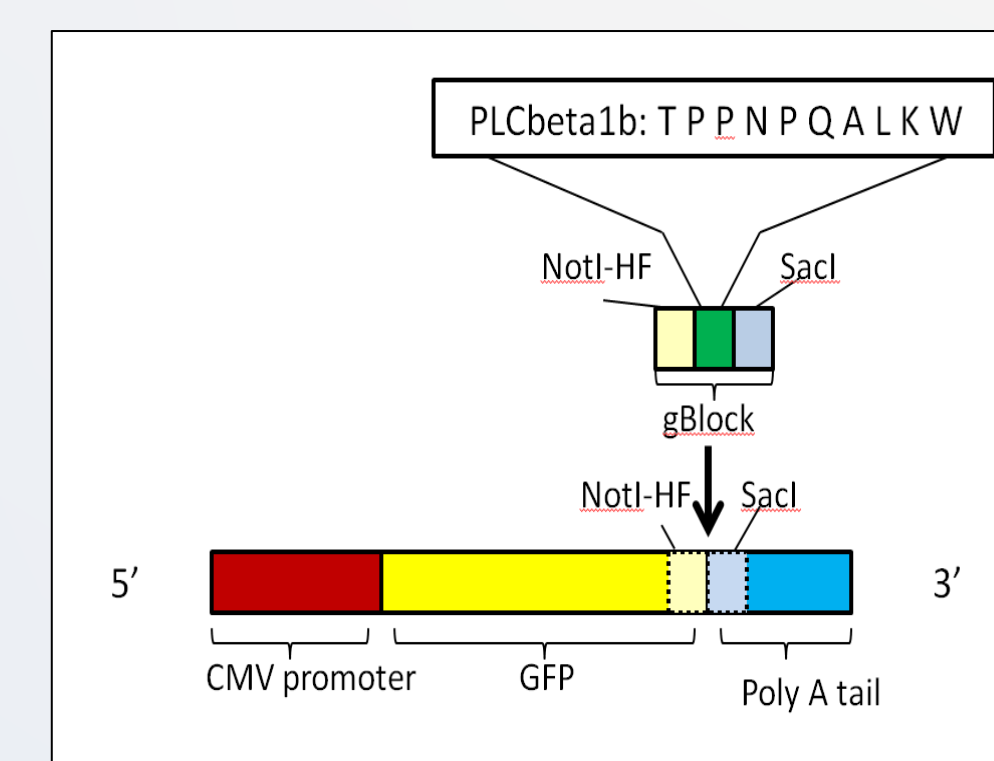 PLCbeta1b: T P P N P Q A L K W
NotI-HF
SacI
gBlock
NotI-HF
SacI
5’
3’
CMV promoter
GFP
Poly A tail